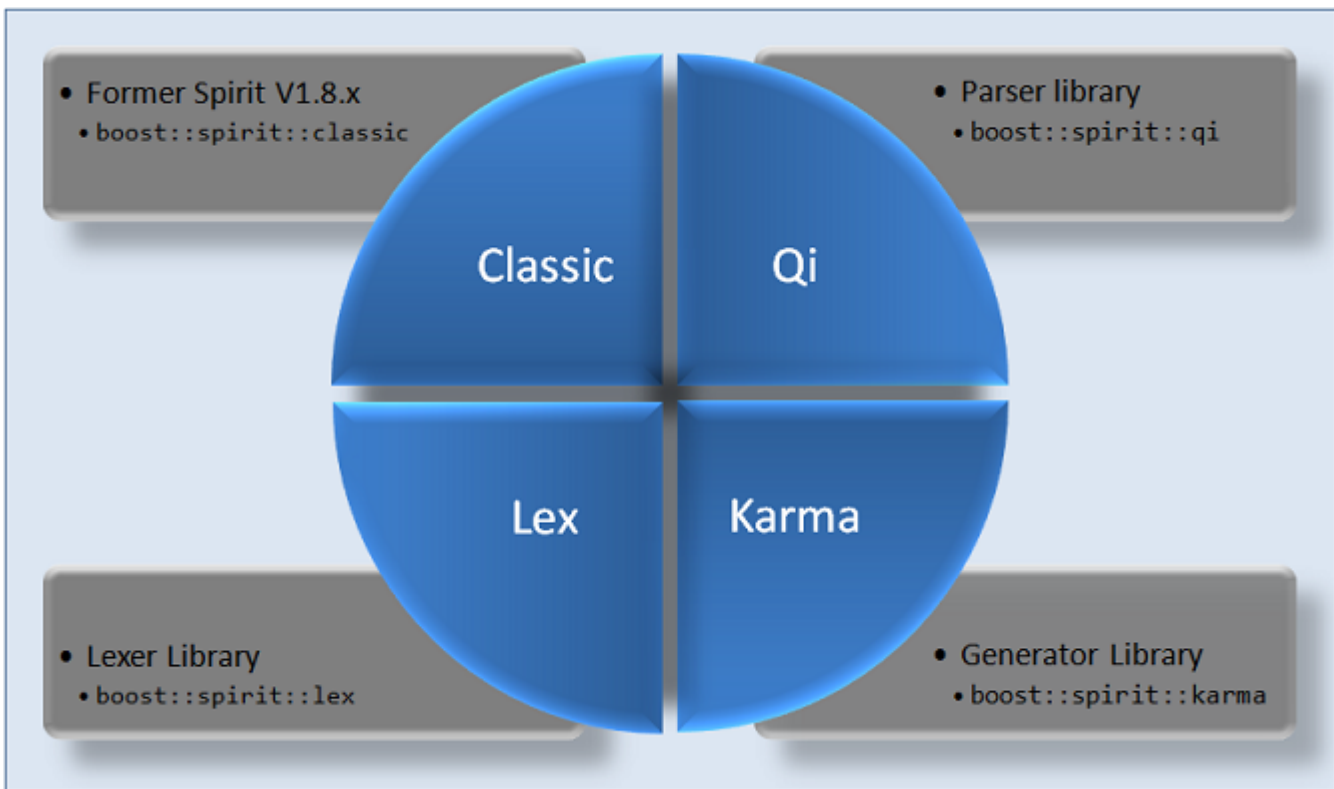 • Former Spirit V1.8.x
• boost::spirit::classic
• Parser library
• boost::spirit::qi
Classic
Qi
Lex
Karma
• Lexer Library
• boost::spirit::lex
• Generator Library
• boost::spirit::karma